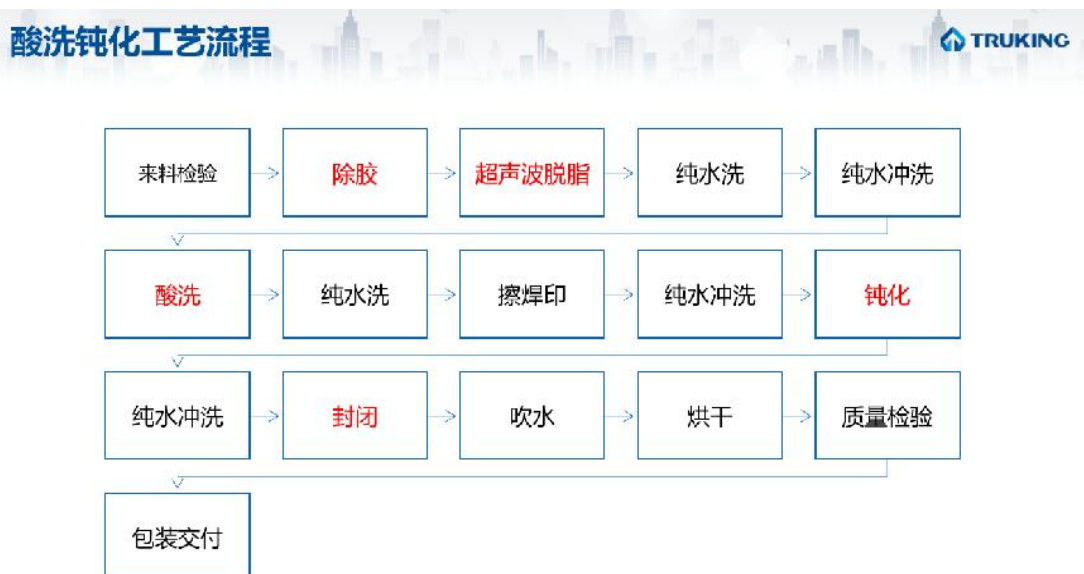 酸洗钝化工艺流程
TRUKING
来料检验
除胶
超声波脱脂
纯水洗
纯水冲洗
酸洗
纯水洗
擦焊印
纯水冲洗
钝化
纯水冲洗
封闭
吹水
烘干
质量检验
包装交付